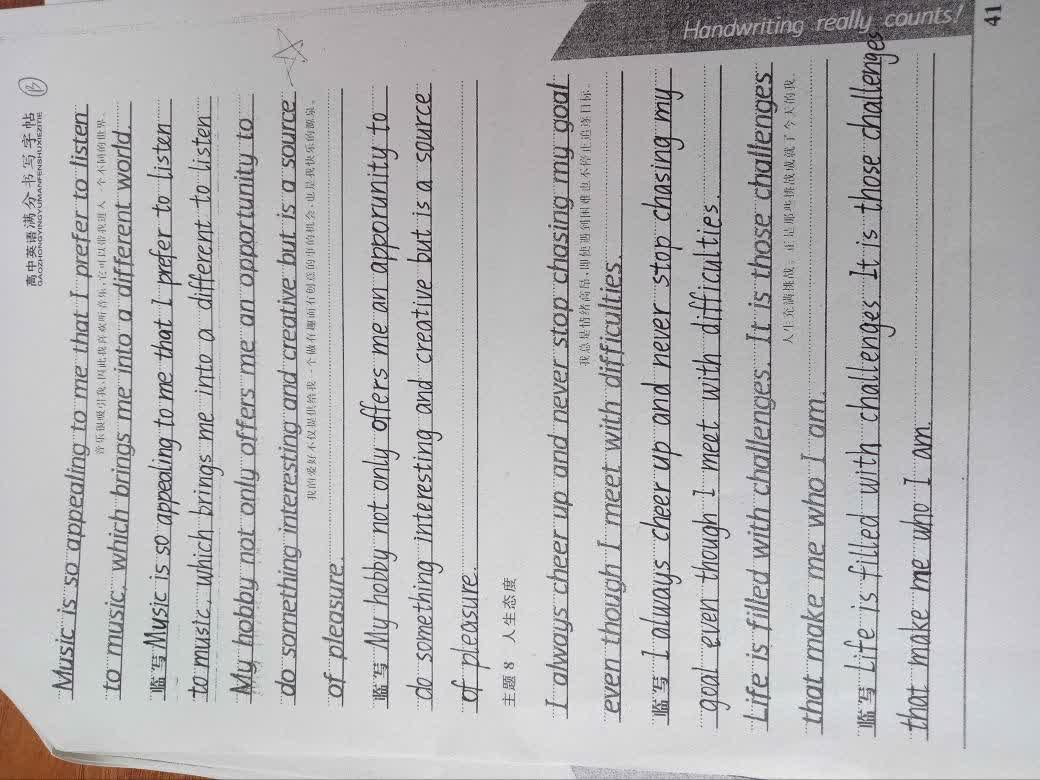 高中英语满分书写字帖 B
GAOZHONGYINGYUMANFENSHUXIEZITIE
Music is so appealing to me that I prefer to listen
音乐很吸引我,因此我喜欢听音乐,它可以带我进入一个不同的世界。
to music, which brings me into a different world.
临写 Music is so appealing to me that I prefer to listen
to music, which brings me into a different to listen
My hobby not only offers me an opportunity to
do something interesting and creative but is a source
我的爱好不仅提供给我一个做有趣而有创意的事的机会,也是我快乐的源泉。
of pleasure.
临写 My hobby not only offers me an apporunity to
do something interesting and creative but is a source
of pleasure.
主题 8 人生态度
I always cheer up and never stop chasing my goal
我总是情绪高昂,即使遇到困难也不停止追逐目标。
even though I meet with difficulties.
临写 I always cheer up and never stop chasing my
goal even though I meet with difficulties.
Life is filled with challenges. It is those challenges
人生充满挑战。正是那些挑战成就了今天的我。
that make me who I am.
临写 Life is filled with challenges It is those challenges
that make me who I am.
Handwriting really counts!
41